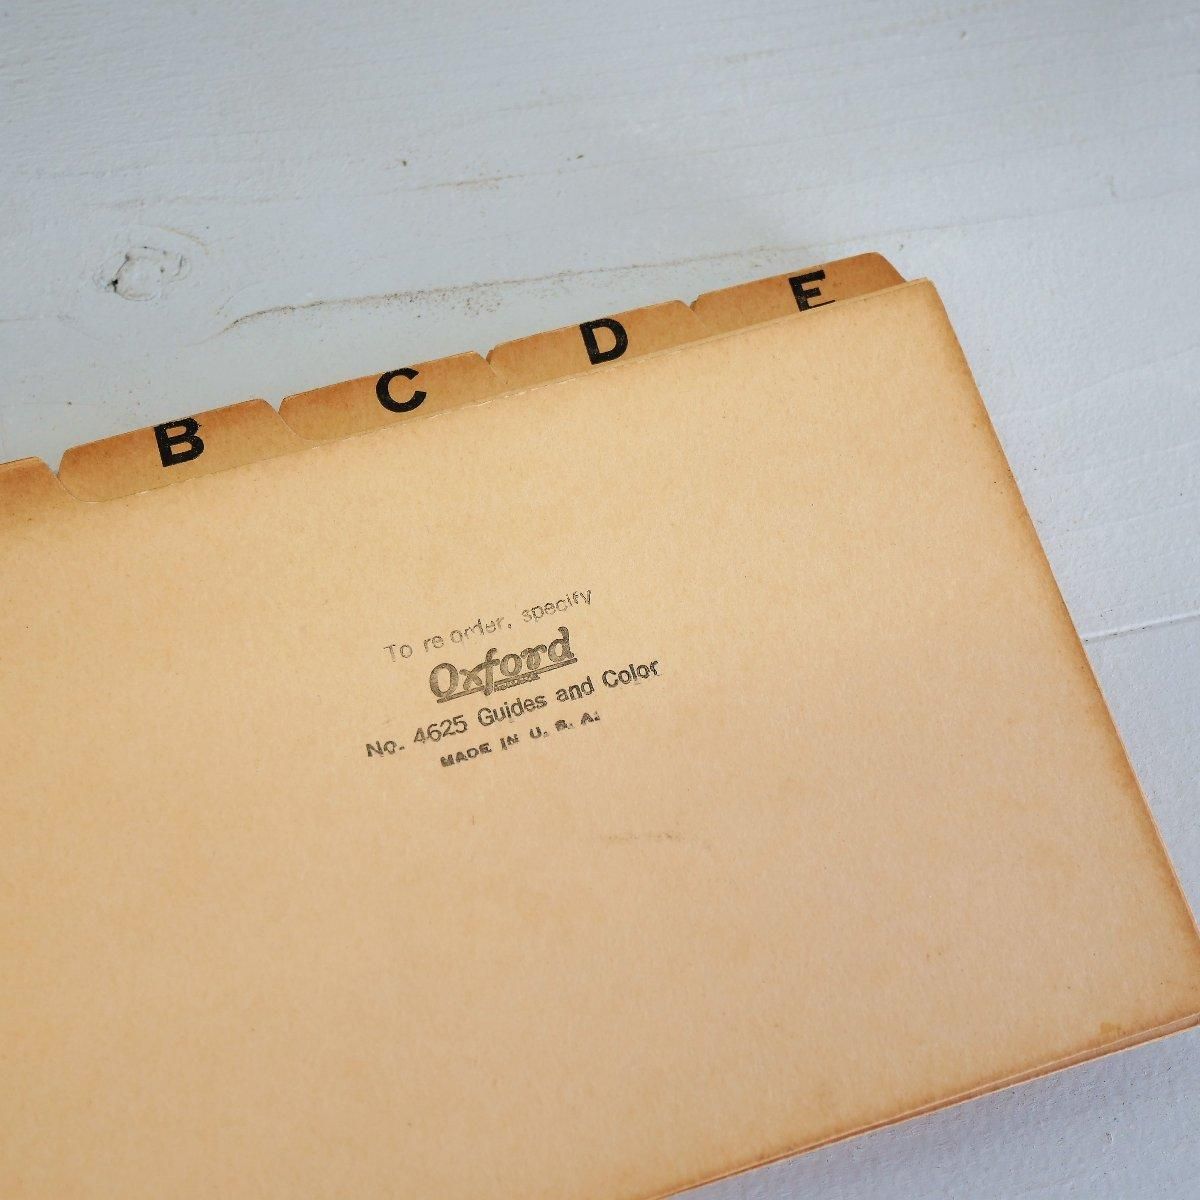 B C D E
To re order, specify
Oxford
No. 4625 Guides and Color
MADE IN U. S. A.